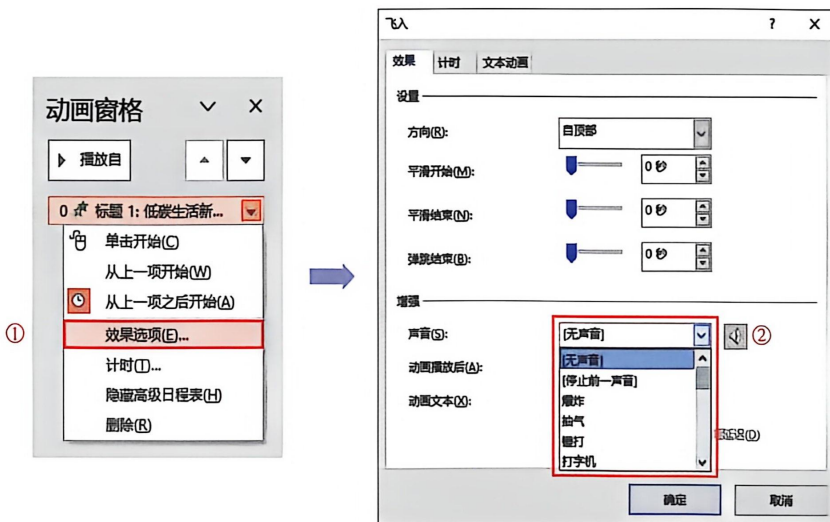 动画窗格
播放自
0 标题 1: 低碳生活新...
单击开始(C)
从上一项开始(W)
从上一项之后开始(A)
①
效果选项(E)...
计时(T)...
隐藏高级日程表(H)
删除(R)
飞入
? X
效果 计时 文本动画
设置
方向(R): 自顶部
平滑开始(M): 0 秒
平滑结束(N): 0 秒
弹跳结束(B): 0 秒
增强
声音(S): [无声音] ②
[无声音]
动画播放后(A):
[停止前一声音]
爆炸
动画文本(X):
抽气
锤打
打字机
确定 取消